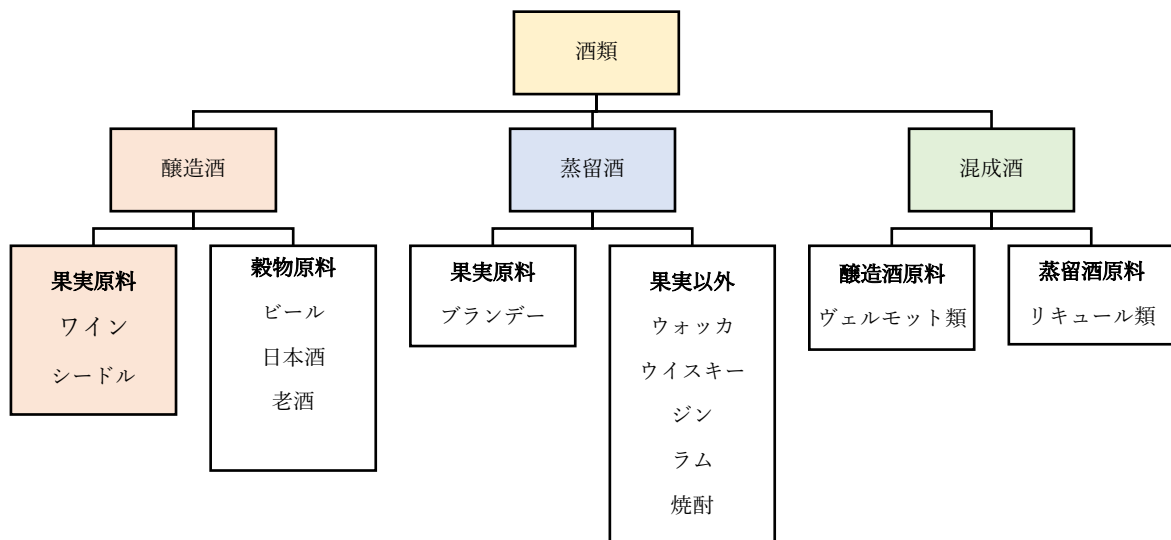 酒類
醸造酒
蒸留酒
混成酒
果実原料
ワイン
シードル
穀物原料
ビール
日本酒
老酒
果実原料
ブランデー
果実以外
ウォッカ
ウイスキー
ジン
ラム
焼酎
醸造酒原料
ヴェルモット類
蒸留酒原料
リキュール類